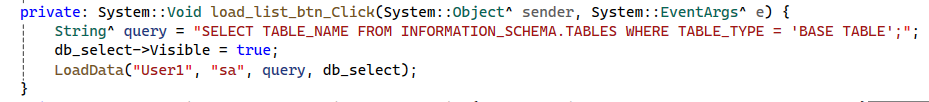 private: System::Void load_list_btn_Click(System::Object^ sender, System::EventArgs^ e) {
String^ query = "SELECT TABLE_NAME FROM INFORMATION_SCHEMA.TABLES WHERE TABLE_TYPE = 'BASE TABLE';";
db_select->Visible = true;
LoadData("User1", "sa", query, db_select);
}